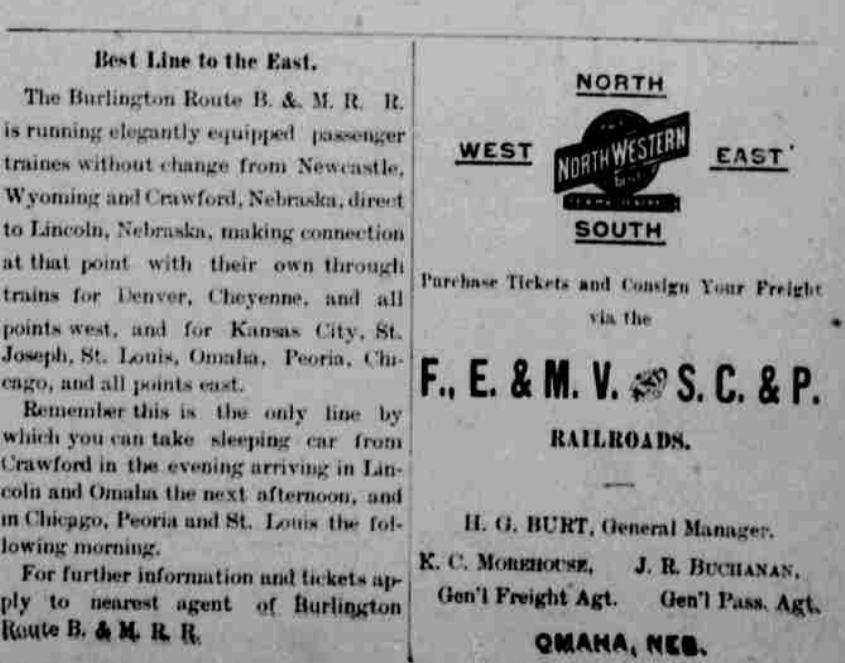 Best Line to the East.
The Burlington Route B. & M. R. R.
is running elegantly equipped passenger
traines without change from Newcastle,
Wyoming and Crawford, Nebraska, direct
to Lincoln, Nebraska, making connection
at that point with their own through
trains for Denver, Cheyenne, and all
points west, and for Kansas City, St.
Joseph, St. Louis, Omaha, Peoria, Chi-
cago, and all points east.
Remember this is the only line by
which you can take sleeping car from
Crawford in the evening arriving in Lin-
coln and Omaha the next afternoon, and
in Chicago, Peoria and St. Louis the fol-
lowing morning.
For further information and tickets ap-
ply to nearest agent of Burlington
Route B. & M. R. R.
NORTH
WEST
NORTHWESTERN
EAST
SOUTH
Purchase Tickets and Consign Your Freight
via the
F., E. & M. V. S. C. & P.
RAILROADS.
H. G. BURT, General Manager.
K. C. MOREHOUSE, J. R. BUCHANAN,
Gen'l Freight Agt. Gen'l Pass. Agt.
OMAHA, NEB.